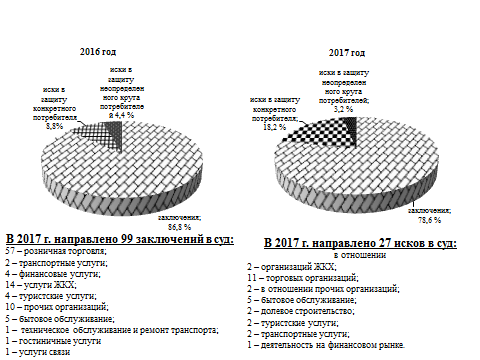 2016 год
иски в
защиту
неопределен
ного круга
потребителе
й 4,4 %
иски в
защиту
конкретного
потребителя
8,8%
заключения;
86,8 %
2017 год
иски в защиту
неопределен
ного круга
потребителей;
3,2 %
иски в защиту
конкретного
потребителя;
18,2 %
заключения;
78,6 %
В 2017 г. направлено 99 заключений в суд:
57 – розничная торговля;
2 – транспортные услуги;
4 – финансовые услуги;
14 – услуги ЖКХ;
4 – туристские услуги;
10 – прочих организаций;
5 – бытовое обслуживание;
1 – техническое обслуживание и ремонт транспорта;
1 – гостиничные услуги
1 – услуги связи
В 2017 г. направлено 27 исков в суд:
в отношении
2 – организаций ЖКХ;
11 – торговых организаций;
2 – в отношении прочих организаций;
5 – бытовое обслуживание;
2 – долевое строительство;
2 – туристские услуги;
2 – транспортные услуги;
1 – деятельность на финансовом рынке.